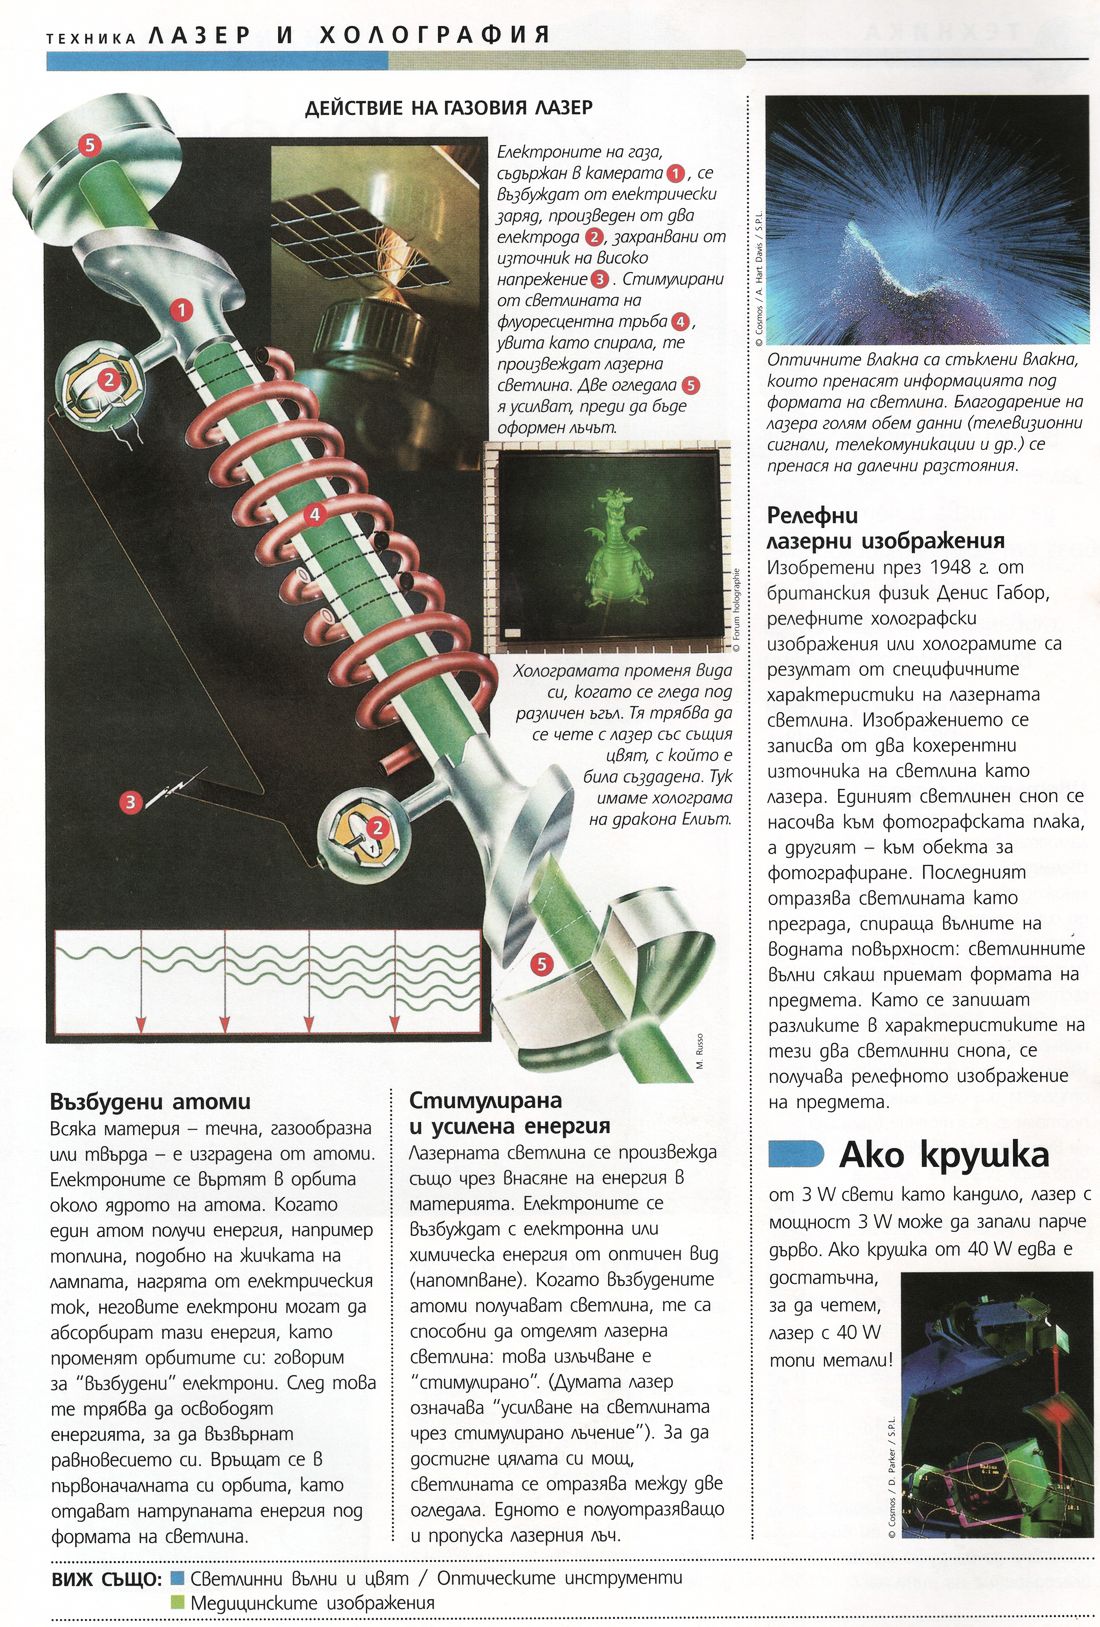 ТЕХНИКА ЛАЗЕР И ХОЛОГРАФИЯ
ДЕЙСТВИЕ НА ГАЗОВИЯ ЛАЗЕР
Електроните на газа,
съдържан в камерата 1, се
възбуждат от електрически
заряд, произведен от два
електрода 2, захранвани от
източник на високо
напрежение 3. Стимулирани
от светлината на
флуоресцентна тръба 4,
увита като спирала, те
произвеждат лазерна
светлина. Две огледала 5
я усилват, преди да бъде
оформен лъчът.
5
1
2
4
3
2
5
© Forum holographie
Холограмата променя вида
си, когато се гледа под
различен ъгъл. Тя трябва да
се чете с лазер със същия
цвят, с който е
била създадена. Тук
имаме холограма
на дракона Елиът.
M. Russo
Възбудени атоми
Всяка материя – течна, газообразна
или твърда – е изградена от атоми.
Електроните се въртят в орбита
около ядрото на атома. Когато
един атом получи енергия, например
топлина, подобно на жичката на
лампата, нагрята от електрическия
ток, неговите електрони могат да
абсорбират тази енергия, като
променят орбитите си: говорим
за "възбудени" електрони. След това
те трябва да освободят
енергията, за да възвърнат
равновесието си. Връщат се в
първоначалната си орбита, като
отдават натрупаната енергия под
формата на светлина.
Стимулирана
и усилена енергия
Лазерната светлина се произвежда
също чрез внасяне на енергия в
материята. Електроните се
възбуждат с електронна или
химическа енергия от оптичен вид
(напомпване). Когато възбудените
атоми получават светлина, те са
способни да отделят лазерна
светлина: това излъчване е
"стимулирано". (Думата лазер
означава "усилване на светлината
чрез стимулирано лъчение"). За да
достигне цялата си мощ,
светлината се отразява между две
огледала. Едното е полуотразяващо
и пропуска лазерния лъч.
© Cosmos / A. Hart Davis / S.P.L.
Оптичните влакна са стъклени влакна,
които пренасят информацията под
формата на светлина. Благодарение на
лазера голям обем данни (телевизионни
сигнали, телекомуникации и др.) се
пренася на далечни разстояния.
Релефни
лазерни изображения
Изобретени през 1948 г. от
британския физик Денис Габор,
релефните холографски
изображения или холограмите са
резултат от специфичните
характеристики на лазерната
светлина. Изображението се
записва от два кохерентни
източника на светлина като
лазера. Единият светлинен сноп се
насочва към фотографската плака,
а другият – към обекта за
фотографиране. Последният
отразява светлината като
преграда, спираща вълните на
водната повърхност: светлинните
вълни сякаш приемат формата на
предмета. Като се запишат
разликите в характеристиките на
тези два светлинни снопа, се
получава релефното изображение
на предмета.
Ако крушка
от 3 W свети като кандило, лазер с
мощност 3 W може да запали парче
дърво. Ако крушка от 40 W едва е
достатъчна,
за да четем,
лазер с 40 W
топи метали!
© Cosmos / D. Parker / S.P.L.
ВИЖ СЪЩО: Светлинни вълни и цвят / Оптическите инструменти
Медицинските изображения